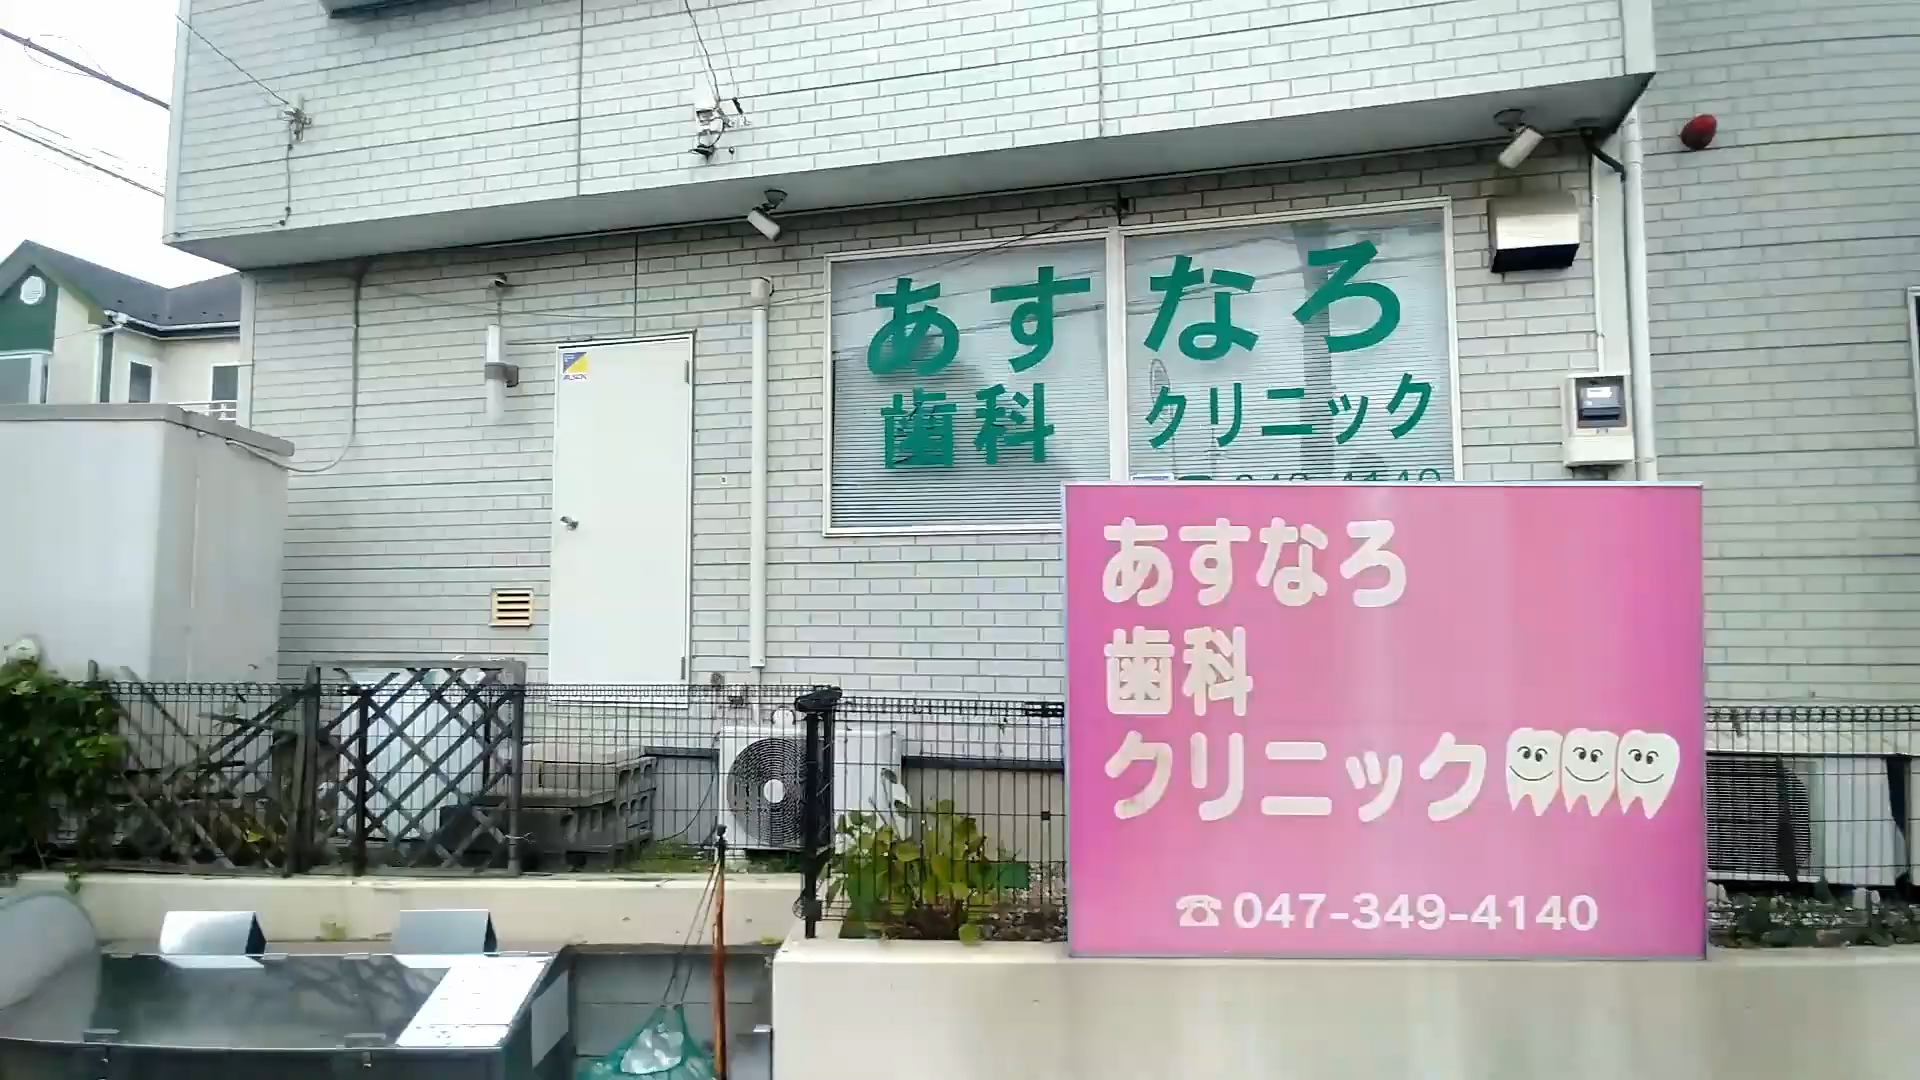 あすなろ
歯科 クリニック
あすなろ
歯科
クリニック
☎047-349-4140